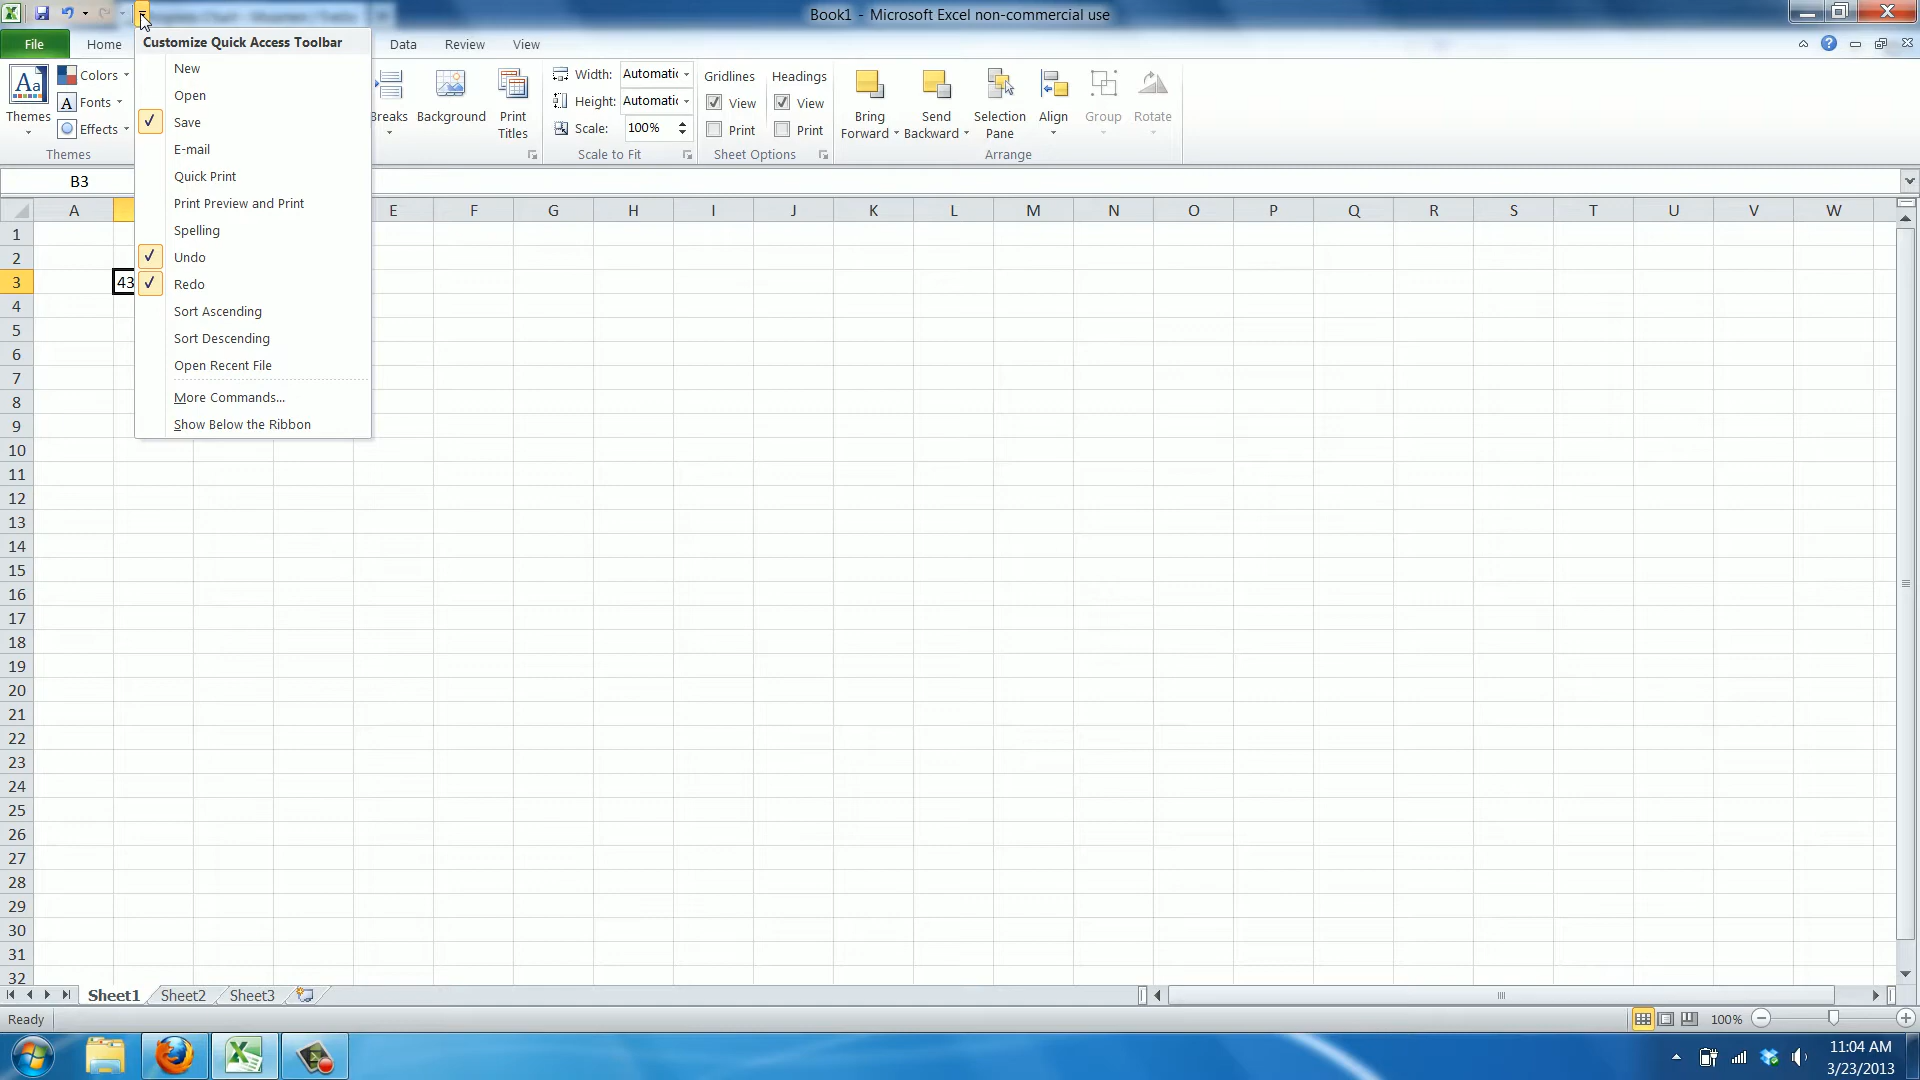 Book1 - Microsoft Excel non-commercial use
File Home Data Review View
Customize Quick Access Toolbar
New
Open
Save
E-mail
Quick Print
Print Preview and Print
Spelling
Undo
Redo
Sort Ascending
Sort Descending
Open Recent File
More Commands...
Show Below the Ribbon
Aa
Themes
Colors
A Fonts
Effects
Themes
Breaks
Background
Print
Titles
Width: Automatic
Height: Automatic
Scale: 100%
Scale to Fit
Gridlines
View
Print
Headings
View
Print
Sheet Options
Bring
Forward
Send
Backward
Selection
Pane
Align
Group
Rotate
Arrange
B3
A E F G H I J K L M N O P Q R S T U V W
1
2
3 43
4
5
6
7
8
9
10
11
12
13
14
15
16
17
18
19
20
21
22
23
24
25
26
27
28
29
30
31
32
Sheet1 Sheet2 Sheet3
Ready
100%
11:04 AM
3/23/2013